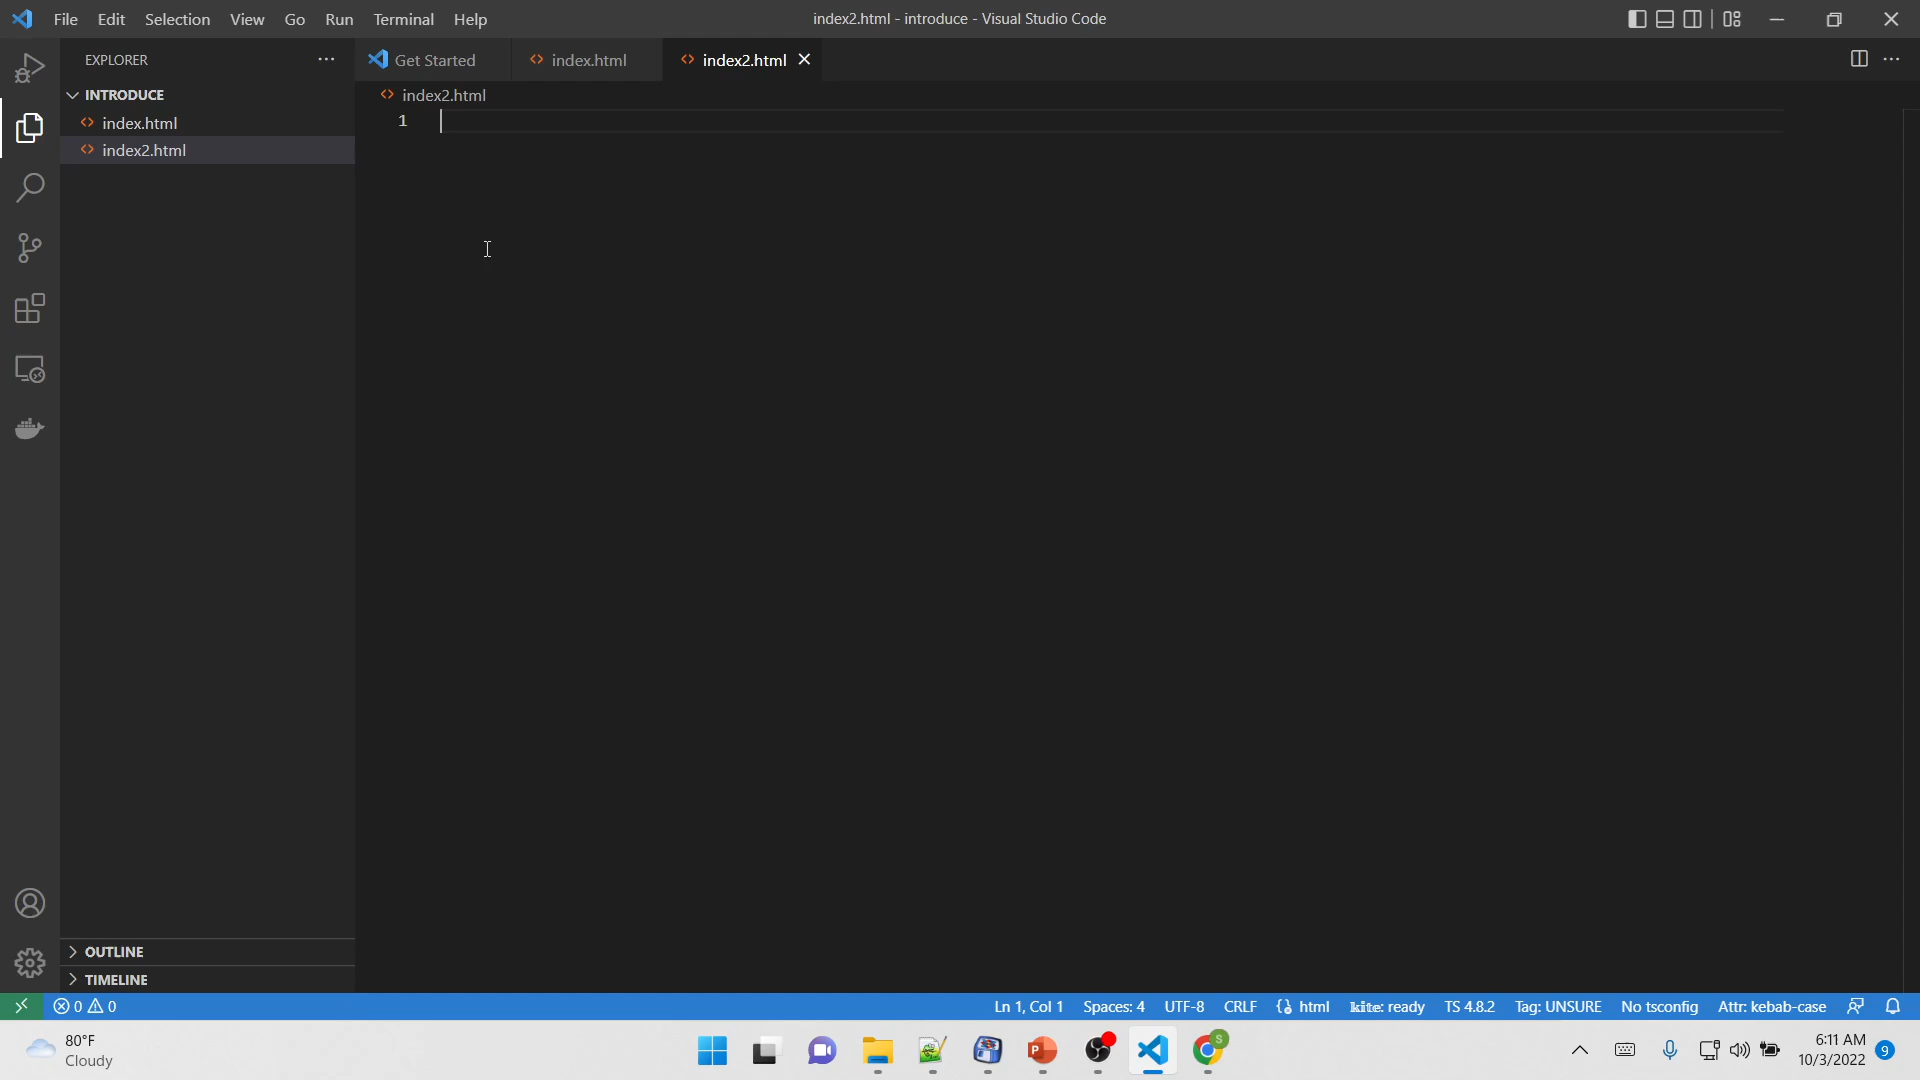 File Edit Selection View Go Run Terminal Help
index2.html - introduce - Visual Studio Code
EXPLORER
Get Started
index.html
index2.html
INTRODUCE
index2.html
index.html
1
index2.html
OUTLINE
TIMELINE
0 0
Ln 1, Col 1 Spaces: 4 UTF-8 CRLF html kite: ready TS 4.8.2 Tag: UNSURE No tsconfig Attr: kebab-case
80°F
Cloudy
P
S
6:11 AM
10/3/2022
9